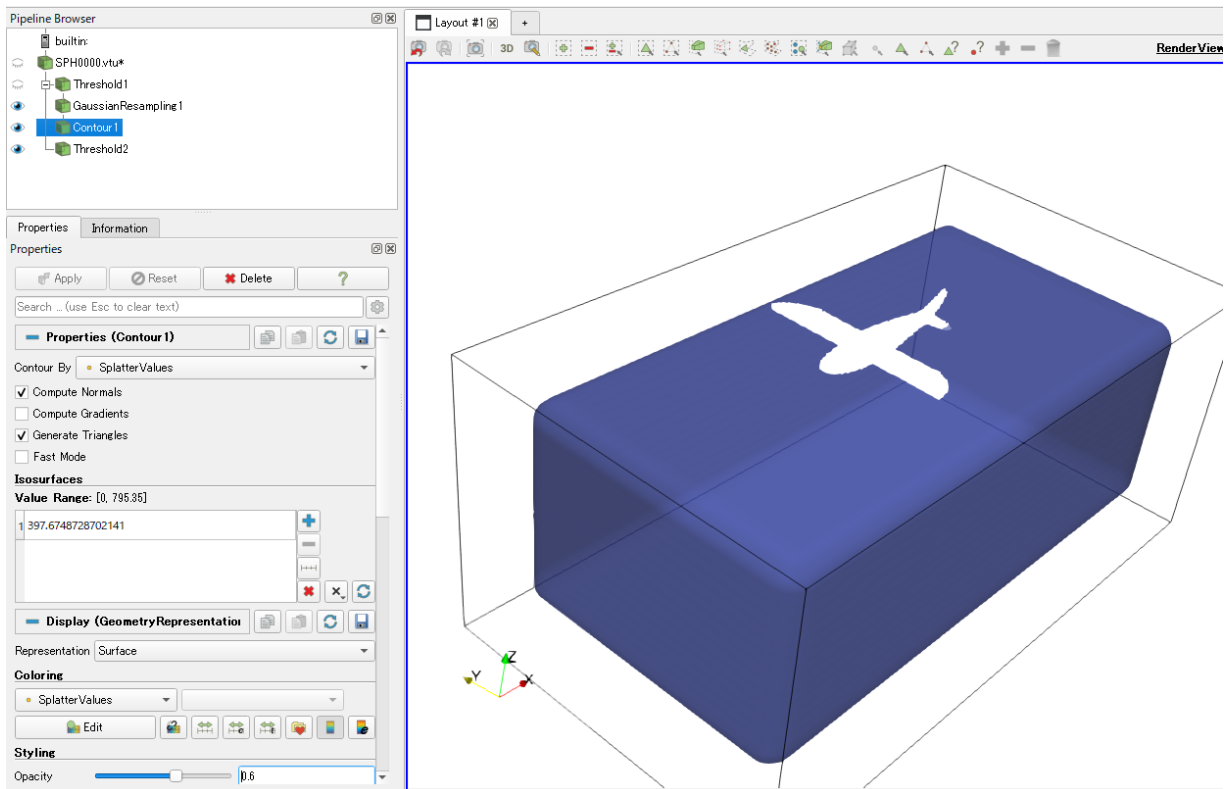 Pipeline Browser
builtin:
SPH0000.vtu*
Threshold1
GaussianResampling1
Contour1
Threshold2
Properties
Information
Properties
Apply
Reset
Delete
?
Search ... (use Esc to clear text)
Properties (Contour1)
Contour By
SplatterValues
Compute Normals
Compute Gradients
Generate Triangles
Fast Mode
Isosurfaces
Value Range: [0, 795.35]
1 397.6748728702141
Display (GeometryRepresentation
Representation Surface
Coloring
SplatterValues
Edit
Styling
Opacity
0.6
Layout #1
+
3D
RenderView
Z
Y
X